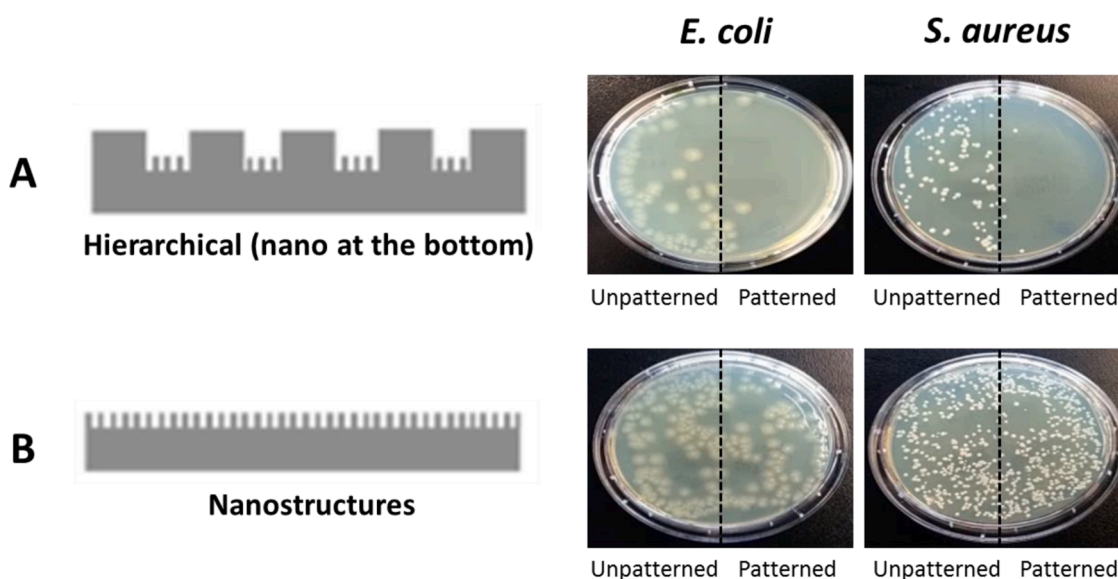 E. coli
S. aureus
A
Hierarchical (nano at the bottom)
Unpatterned Patterned
Unpatterned Patterned
B
Nanostructures
Unpatterned Patterned
Unpatterned Patterned